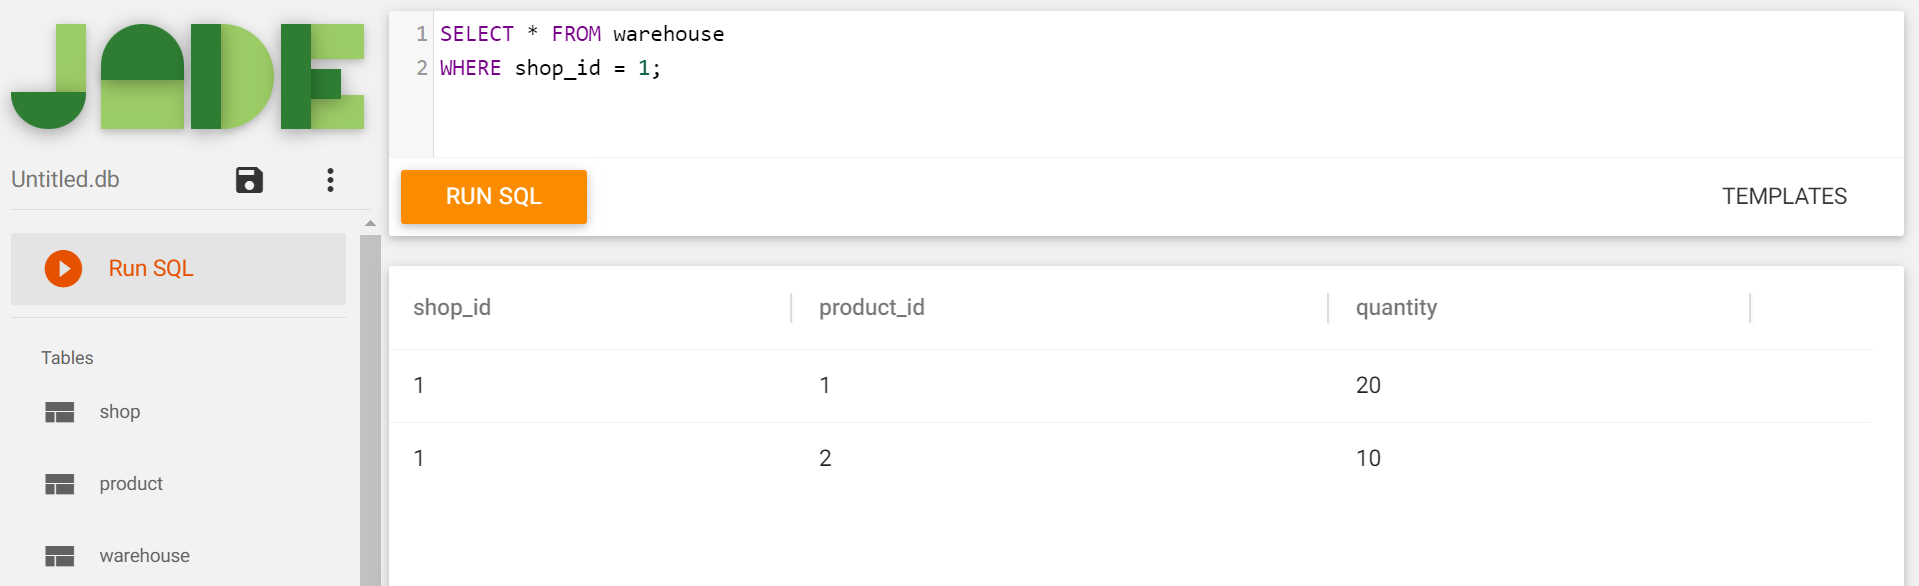 JADE
Untitled.db
Run SQL
Tables
shop
product
warehouse
1 SELECT * FROM warehouse
2 WHERE shop_id = 1;
RUN SQL
TEMPLATES
shop_id product_id quantity
1 1 20
1 2 10